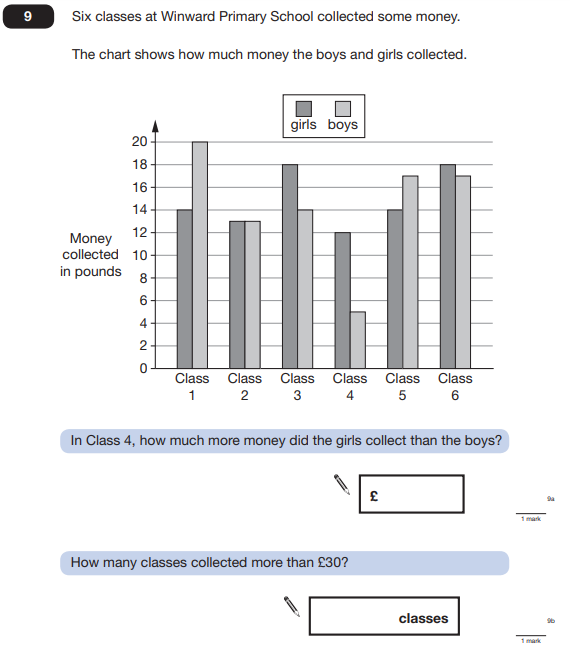 9
Six classes at Winward Primary School collected some money.
The chart shows how much money the boys and girls collected.
girls boys
20
18
16
14
12
10
8
6
4
2
0
Money
collected
in pounds
Class Class Class Class Class Class
1 2 3 4 5 6
In Class 4, how much more money did the girls collect than the boys?
£
9a
1 mark
How many classes collected more than £30?
classes
9b
1 mark